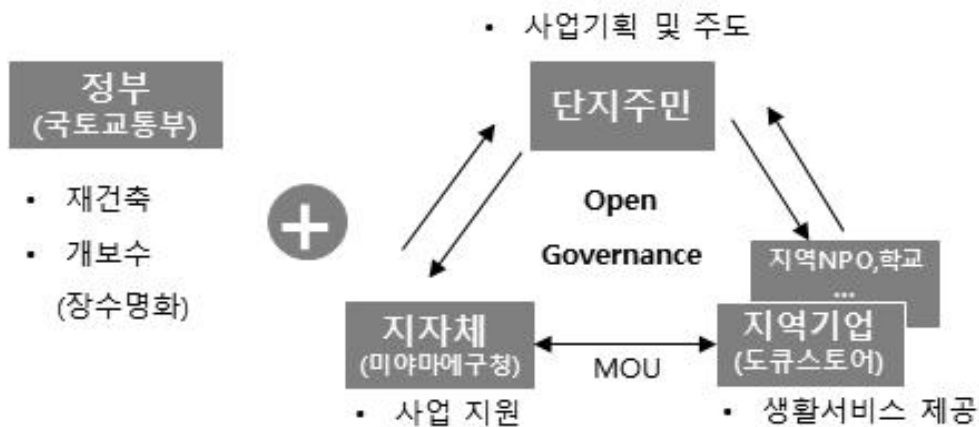 • 사업기획 및 주도
정부
(국토교통부)
• 재건축
• 개보수
(장수명화)
+
단지주민
Open
Governance
지역NPO,학교
...
지자체
(미야마에구청)
MOU
지역기업
(도큐스토어)
• 사업 지원
• 생활서비스 제공